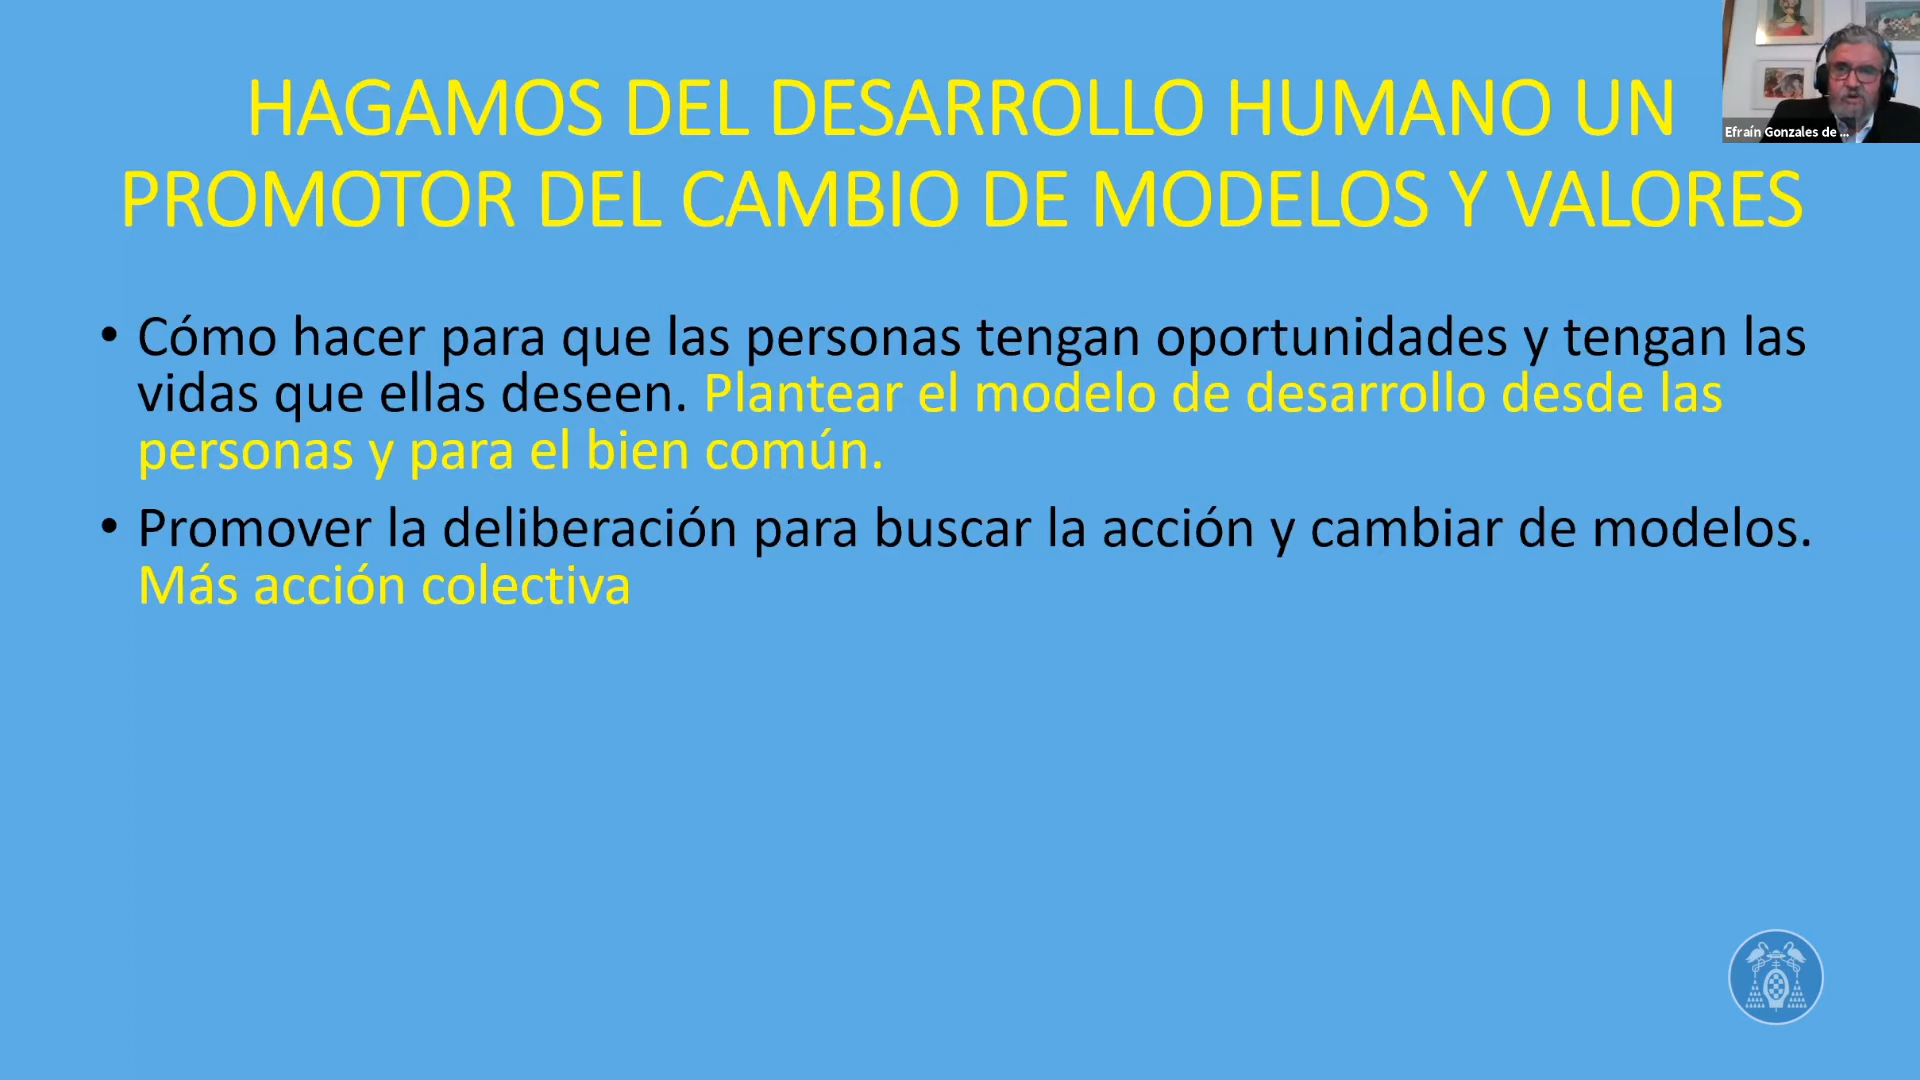 HAGAMOS DEL DESARROLLO HUMANO UN
PROMOTOR DEL CAMBIO DE MODELOS Y VALORES
Efraín Gonzales de ...
• Cómo hacer para que las personas tengan oportunidades y tengan las
vidas que ellas deseen. Plantear el modelo de desarrollo desde las
personas y para el bien común.
• Promover la deliberación para buscar la acción y cambiar de modelos.
Más acción colectiva